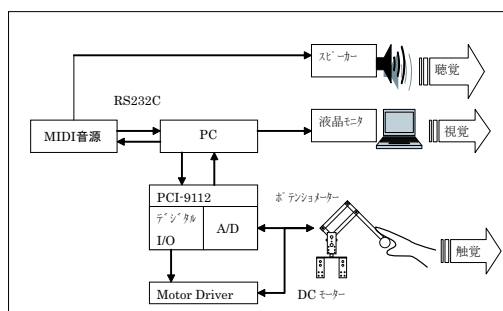 ｽﾋﾟｰｶｰ
聴覚
RS232C
MIDI音源
PC
液晶ﾓﾆﾀ
視覚
PCI-9112
ﾃﾞｼﾞﾀﾙ
I/O
A/D
ﾎﾟﾃﾝｼｮﾒｰﾀｰ
触覚
Motor Driver
DC ﾓｰﾀｰ